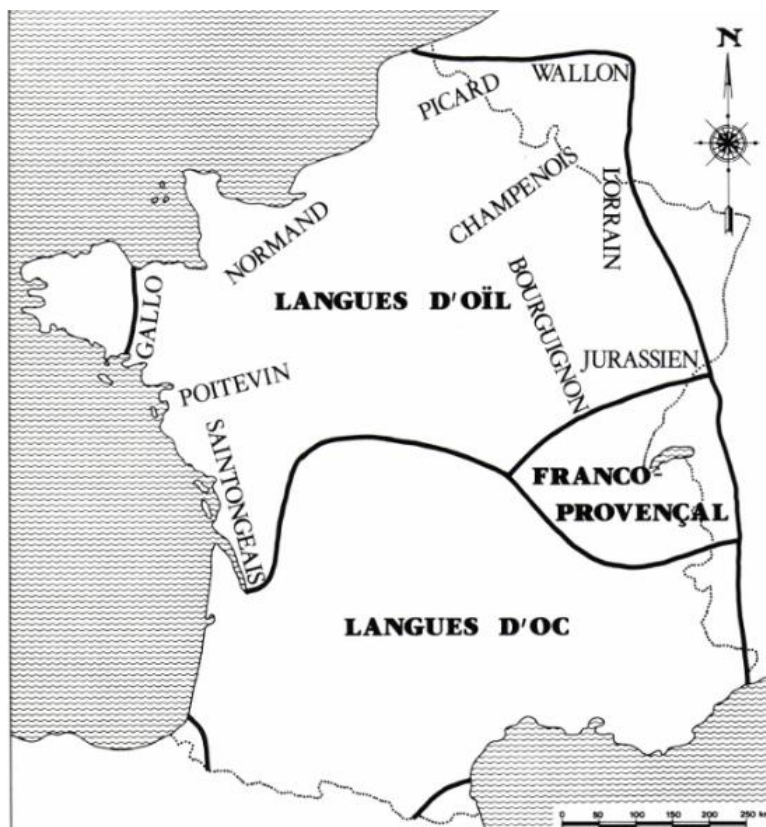 N
WALLON
PICARD
CHAMPENOIS
LORRAIN
NORMAND
BOURGUIGNON
GALLO
LANGUES D'OÏL
JURASSIEN
POITEVIN
SAINTONGEAIS
FRANCO-
PROVENÇAL
LANGUES D'OC
0 50 100 150 200 250 k